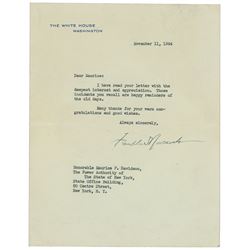 THE WHITE HOUSE
WASHINGTON
November 11, 1944
Dear Maurice:
I have read your letter with the
deepest interest and appreciation. Those
incidents you recall are happy reminders of
the old days.
Many thanks for your warm con-
gratulations and good wishes.
Always sincerely,
Franklin D Roosevelt
Honorable Maurice P. Davidson,
The Power Authority of
The State of New York,
State Office Building,
80 Centre Street,
New York, N. Y.